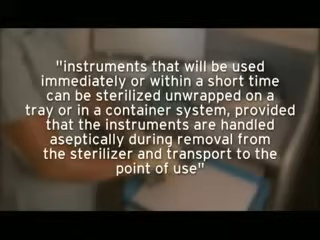 "instruments that will be used
immediately or within a short time
can be sterilized unwrapped on a
tray or in a container system, provided
that the instruments are handled
aseptically during removal from
the sterilizer and transport to the
point of use"